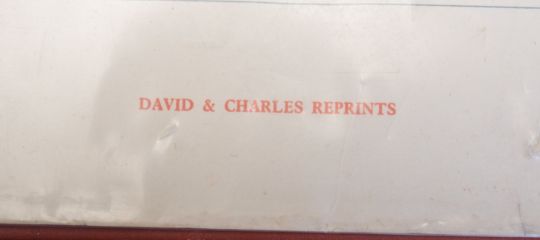 DAVID & CHARLES REPRINTS